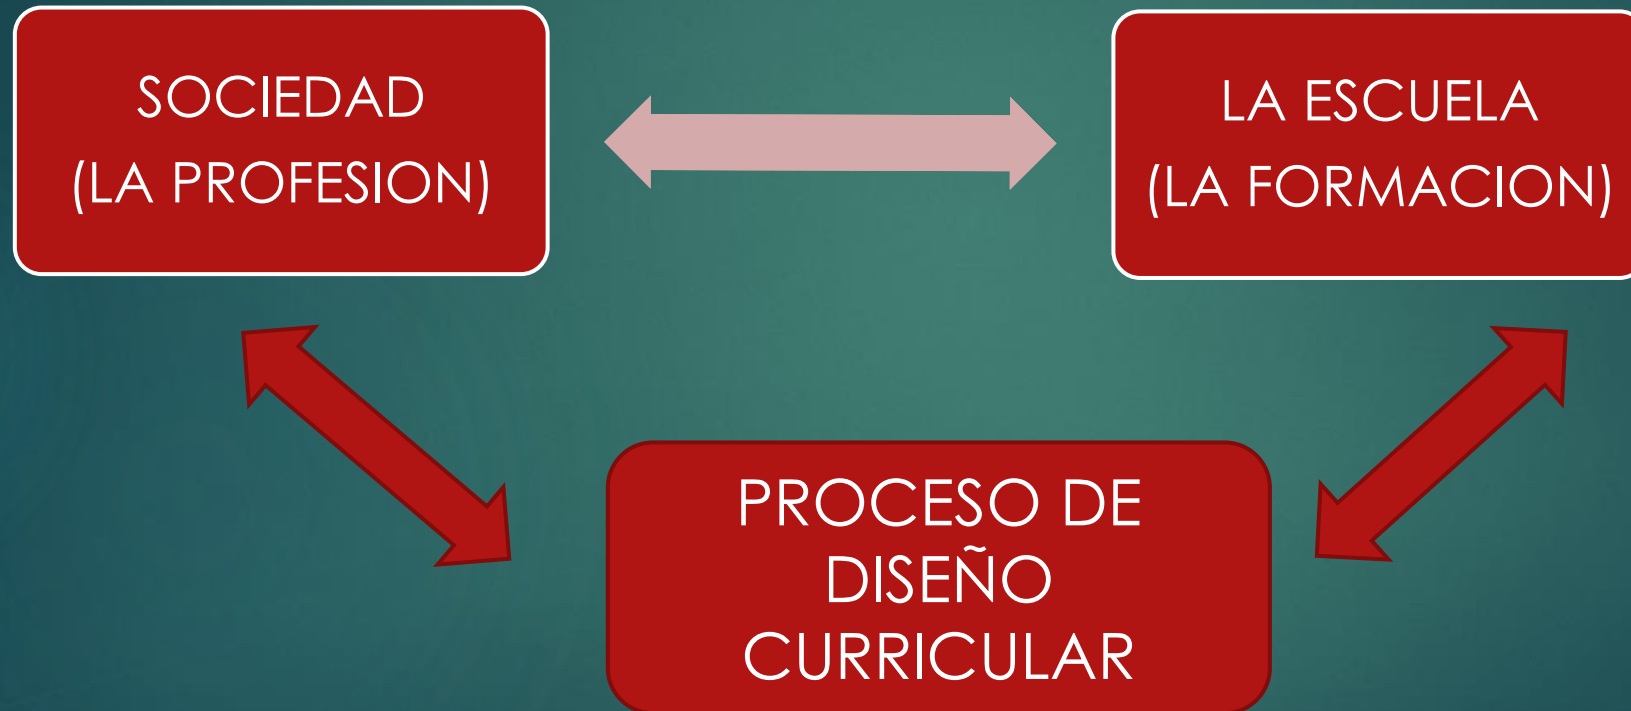 SOCIEDAD
(LA PROFESION)
LA ESCUELA
(LA FORMACION)
PROCESO DE
DISEÑO
CURRICULAR